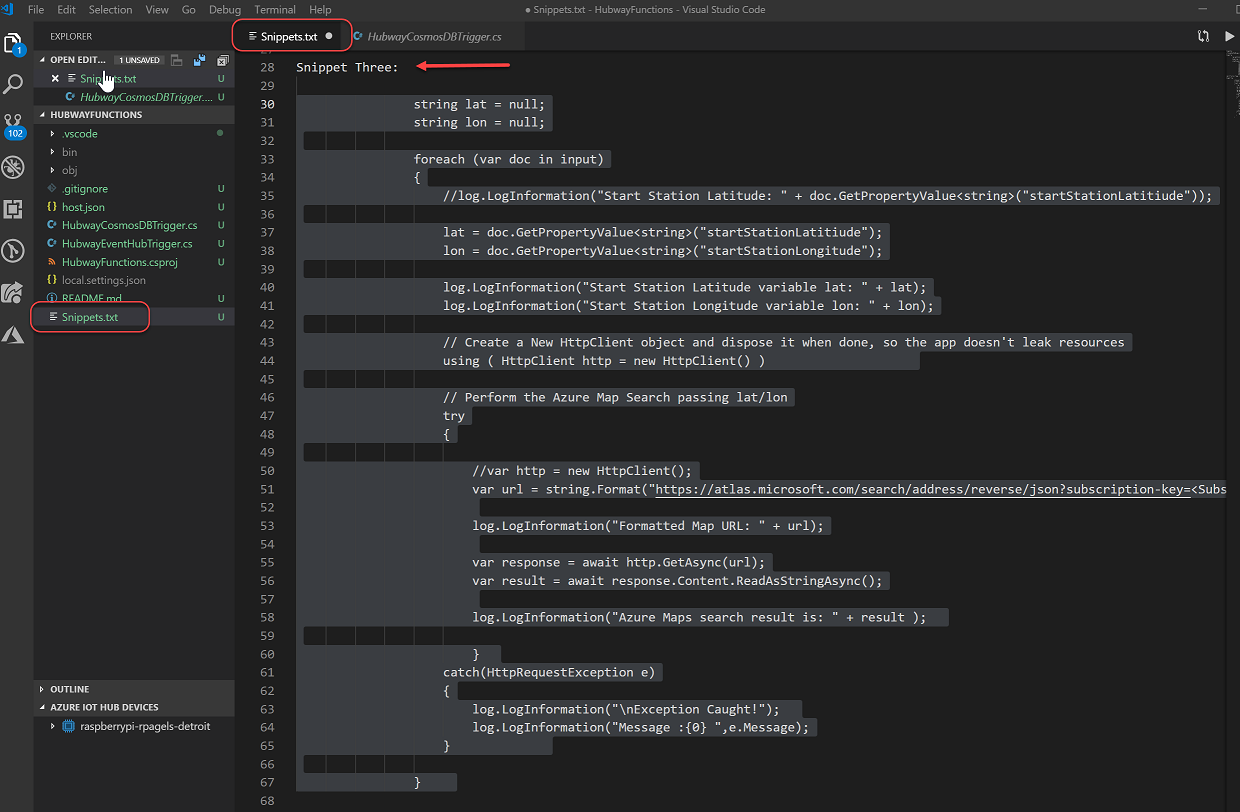 File Edit Selection View Go Debug Terminal Help
● Snippets.txt - HubwayFunctions - Visual Studio Code
EXPLORER
Snippets.txt ●
HubwayCosmosDBTrigger.cs
OPEN EDIT... 1 UNSAVED
Snippets.txt U
HubwayCosmosDBTrigger.... U
HUBWAYFUNCTIONS
.vscode
bin
obj
.gitignore U
host.json U
HubwayCosmosDBTrigger.cs U
HubwayEventHubTrigger.cs U
HubwayFunctions.csproj U
local.settings.json
README.md U
Snippets.txt U
OUTLINE
AZURE IOT HUB DEVICES
raspberrypi-rpagels-detroit
1
102
28 Snippet Three:
29
30 string lat = null;
31 string lon = null;
32
33 foreach (var doc in input)
34 {
35 //log.LogInformation("Start Station Latitude: " + doc.GetPropertyValue<string>("startStationLatitiude"));
36
37 lat = doc.GetPropertyValue<string>("startStationLatitiude");
38 lon = doc.GetPropertyValue<string>("startStationLongitude");
39
40 log.LogInformation("Start Station Latitude variable lat: " + lat);
41 log.LogInformation("Start Station Longitude variable lon: " + lon);
42
43 // Create a New HttpClient object and dispose it when done, so the app doesn't leak resources
44 using ( HttpClient http = new HttpClient() )
45
46 // Perform the Azure Map Search passing lat/lon
47 try
48 {
49
50 //var http = new HttpClient();
51 var url = string.Format("https://atlas.microsoft.com/search/address/reverse/json?subscription-key=<Subs
52
53 log.LogInformation("Formatted Map URL: " + url);
54
55 var response = await http.GetAsync(url);
56 var result = await response.Content.ReadAsStringAsync();
57
58 log.LogInformation("Azure Maps search result is: " + result );
59
60 }
61 catch(HttpRequestException e)
62 {
63 log.LogInformation("\nException Caught!");
64 log.LogInformation("Message :{0} ",e.Message);
65 }
66
67 }
68